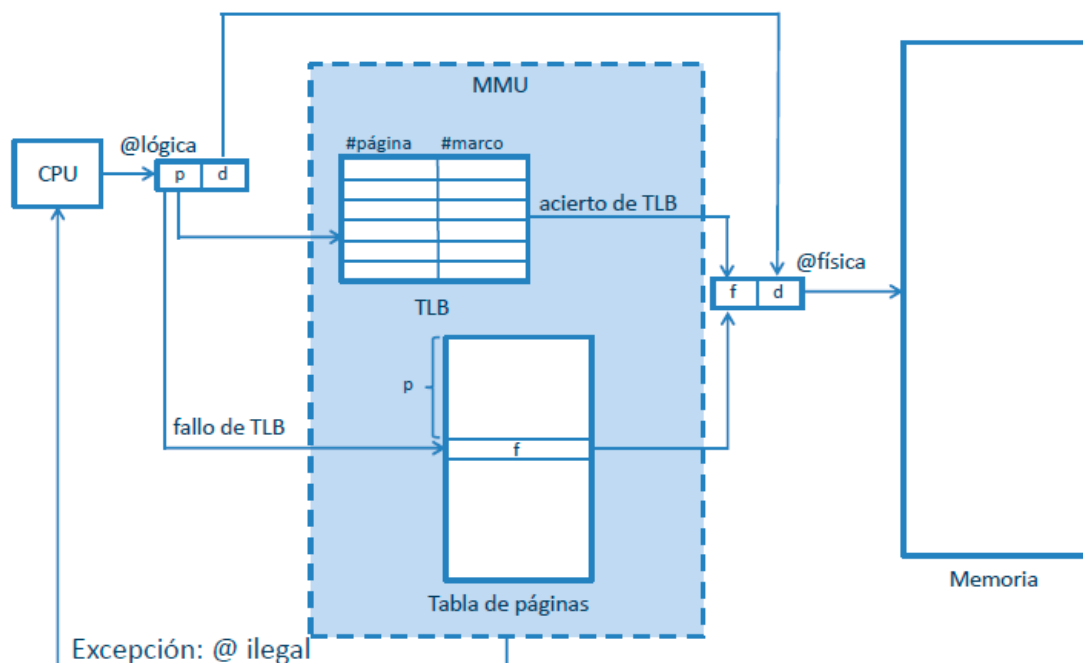 MMU
#página #marco
@lógica
CPU
p d
acierto de TLB
@física
f d
TLB
p
fallo de TLB
f
Memoria
Tabla de páginas
Excepción: @ ilegal